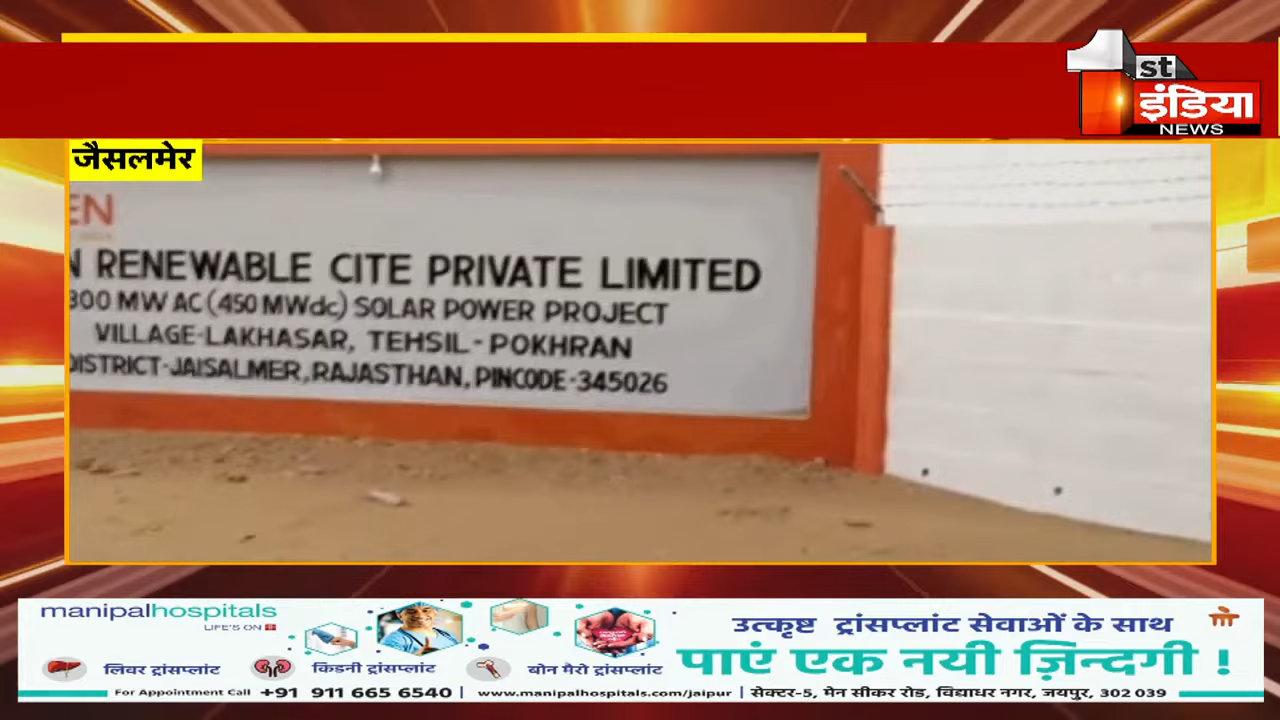 1st
इंडिया
NEWS
जैसलमेर
EN
N RENEWABLE CITE PRIVATE LIMITED
300 MW AC (450 MWdc) SOLAR POWER PROJECT
VILLAGE-LAKHASAR, TEHSIL-POKHRAN
DISTRICT-JAISALMER, RAJASTHAN, PINCODE-345026
manipalhospitals
LIFE'S ON
उत्कृष्ट ट्रांसप्लांट सेवाओं के साथ
पाएं एक नयी ज़िन्दगी !
लिवर ट्रांसप्लांट
किडनी ट्रांसप्लांट
बोन मैरो ट्रांसप्लांट
For Appointment Call +91 911 665 6540 | www.manipalhospitals.com/jaipur | सेक्टर-5, मेन सीकर रोड, विद्याधर नगर, जयपुर, 302 039